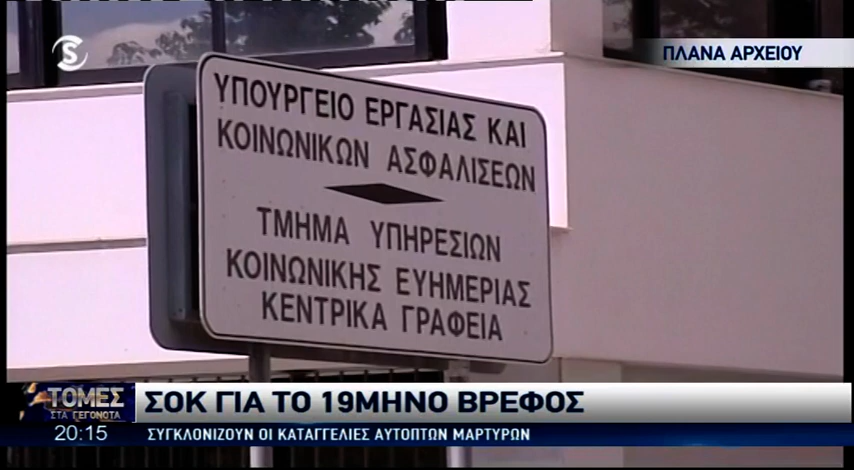 S
ΠΛΑΝΑ ΑΡΧΕΙΟΥ
ΥΠΟΥΡΓΕΙΟ ΕΡΓΑΣΙΑΣ ΚΑΙ
ΚΟΙΝΩΝΙΚΩΝ ΑΣΦΑΛΙΣΕΩΝ
ΤΜΗΜΑ ΥΠΗΡΕΣΙΩΝ
ΚΟΙΝΩΝΙΚΗΣ ΕΥΗΜΕΡΙΑΣ
ΚΕΝΤΡΙΚΑ ΓΡΑΦΕΙΑ
ΤΟΜΕΣ
ΣΤΑ ΓΕΓΟΝΟΤΑ
ΣΟΚ ΓΙΑ ΤΟ 19ΜΗΝΟ ΒΡΕΦΟΣ
20:15
ΣΥΓΚΛΟΝΙΖΟΥΝ ΟΙ ΚΑΤΑΓΓΕΛΙΕΣ ΑΥΤΟΠΤΩΝ ΜΑΡΤΥΡΩΝ